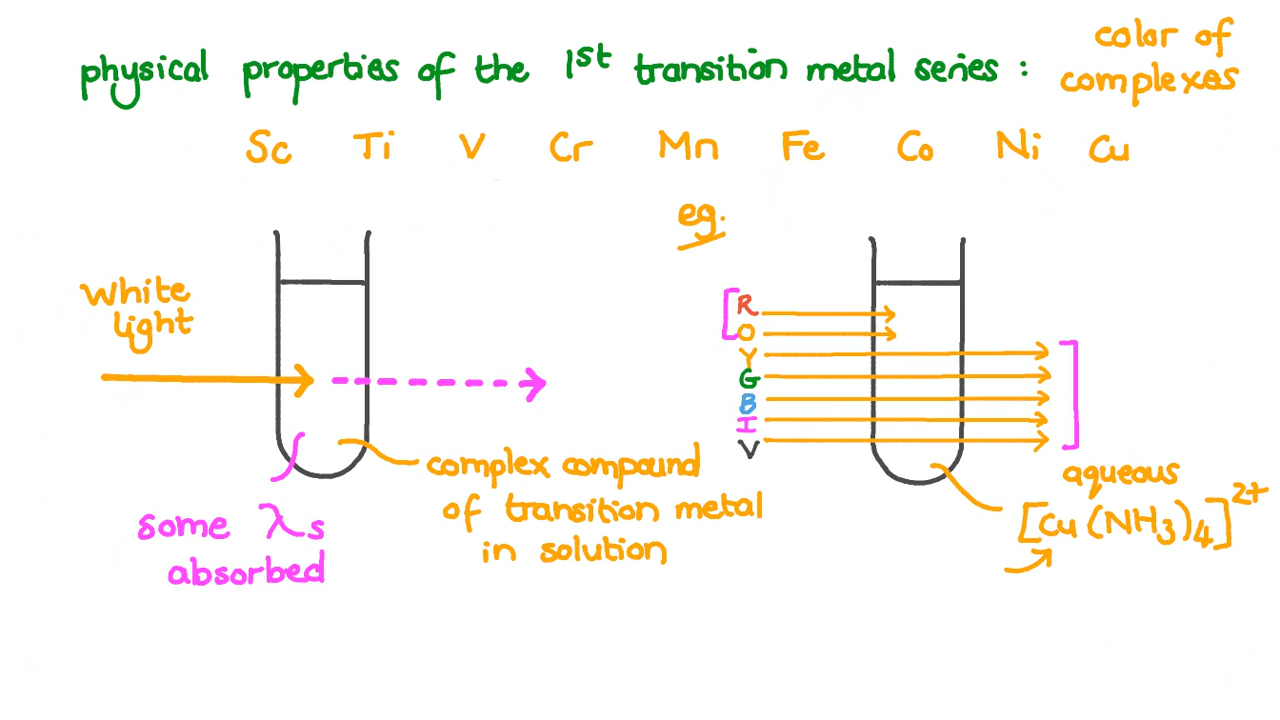 physical properties of the 1st transition metal series : color of complexes
Sc Ti V Cr Mn Fe Co Ni Cu
eg.
white
light
some λs
absorbed
complex compound
of transition metal
in solution
R
O
Y
G
B
I
V
aqueous
[Cu(NH3)4]2+